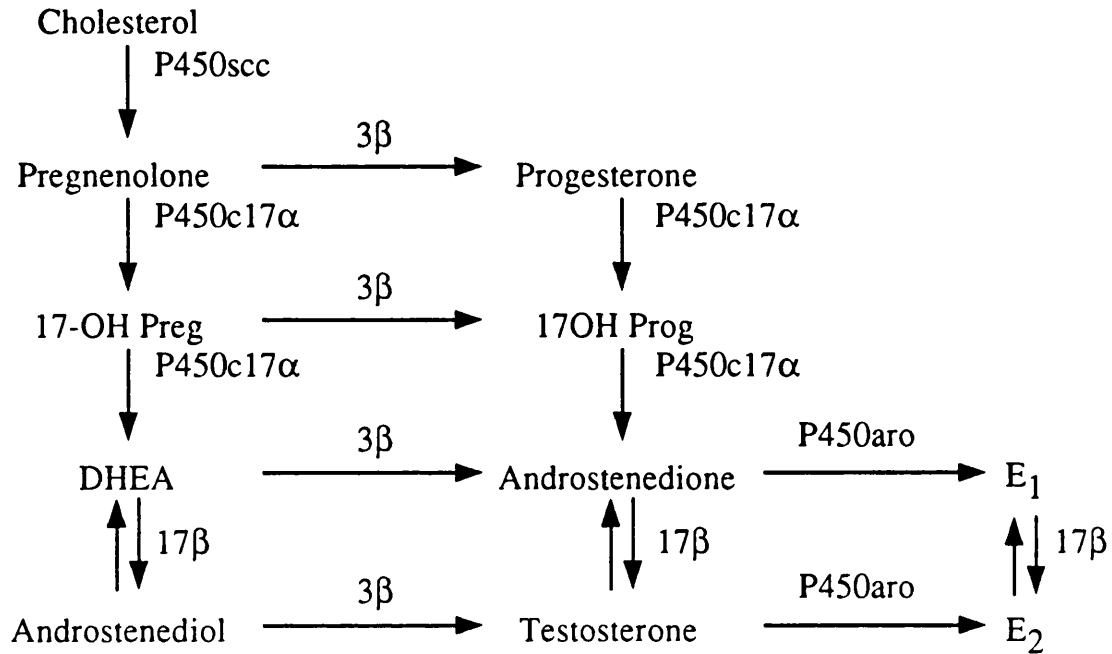 Cholesterol
P450scc
3β
Pregnenolone
Progesterone
P450c17α
P450c17α
3β
17-OH Preg
17OH Prog
P450c17α
P450c17α
3β
P450aro
DHEA
Androstenedione
E1
17β
17β
17β
3β
P450aro
Androstenediol
Testosterone
E2